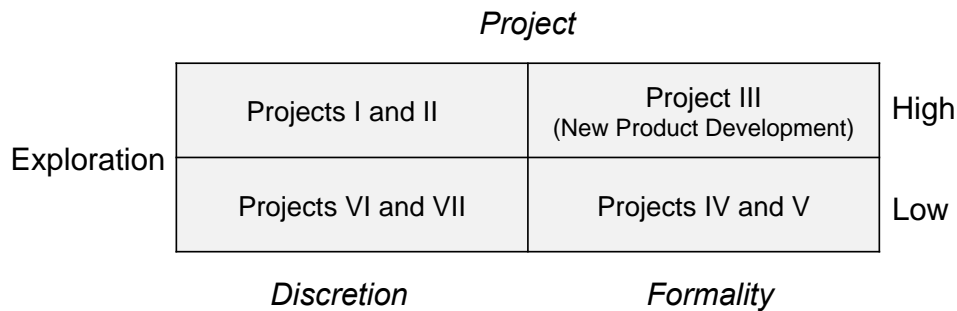 Project
Projects I and II
Project III
(New Product Development)
High
Exploration
Projects VI and VII
Projects IV and V
Low
Discretion
Formality